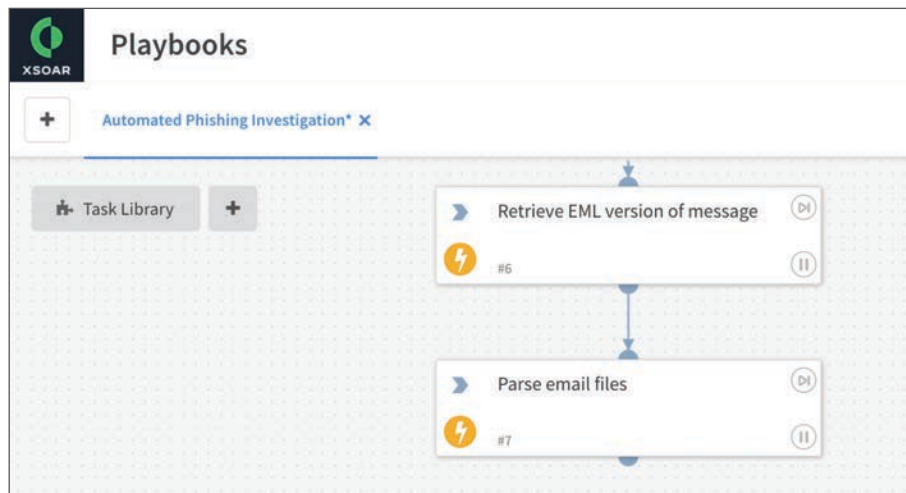 XSOAR
Playbooks
+
Automated Phishing Investigation* ×
Task Library +
Retrieve EML version of message
#6
Parse email files
#7